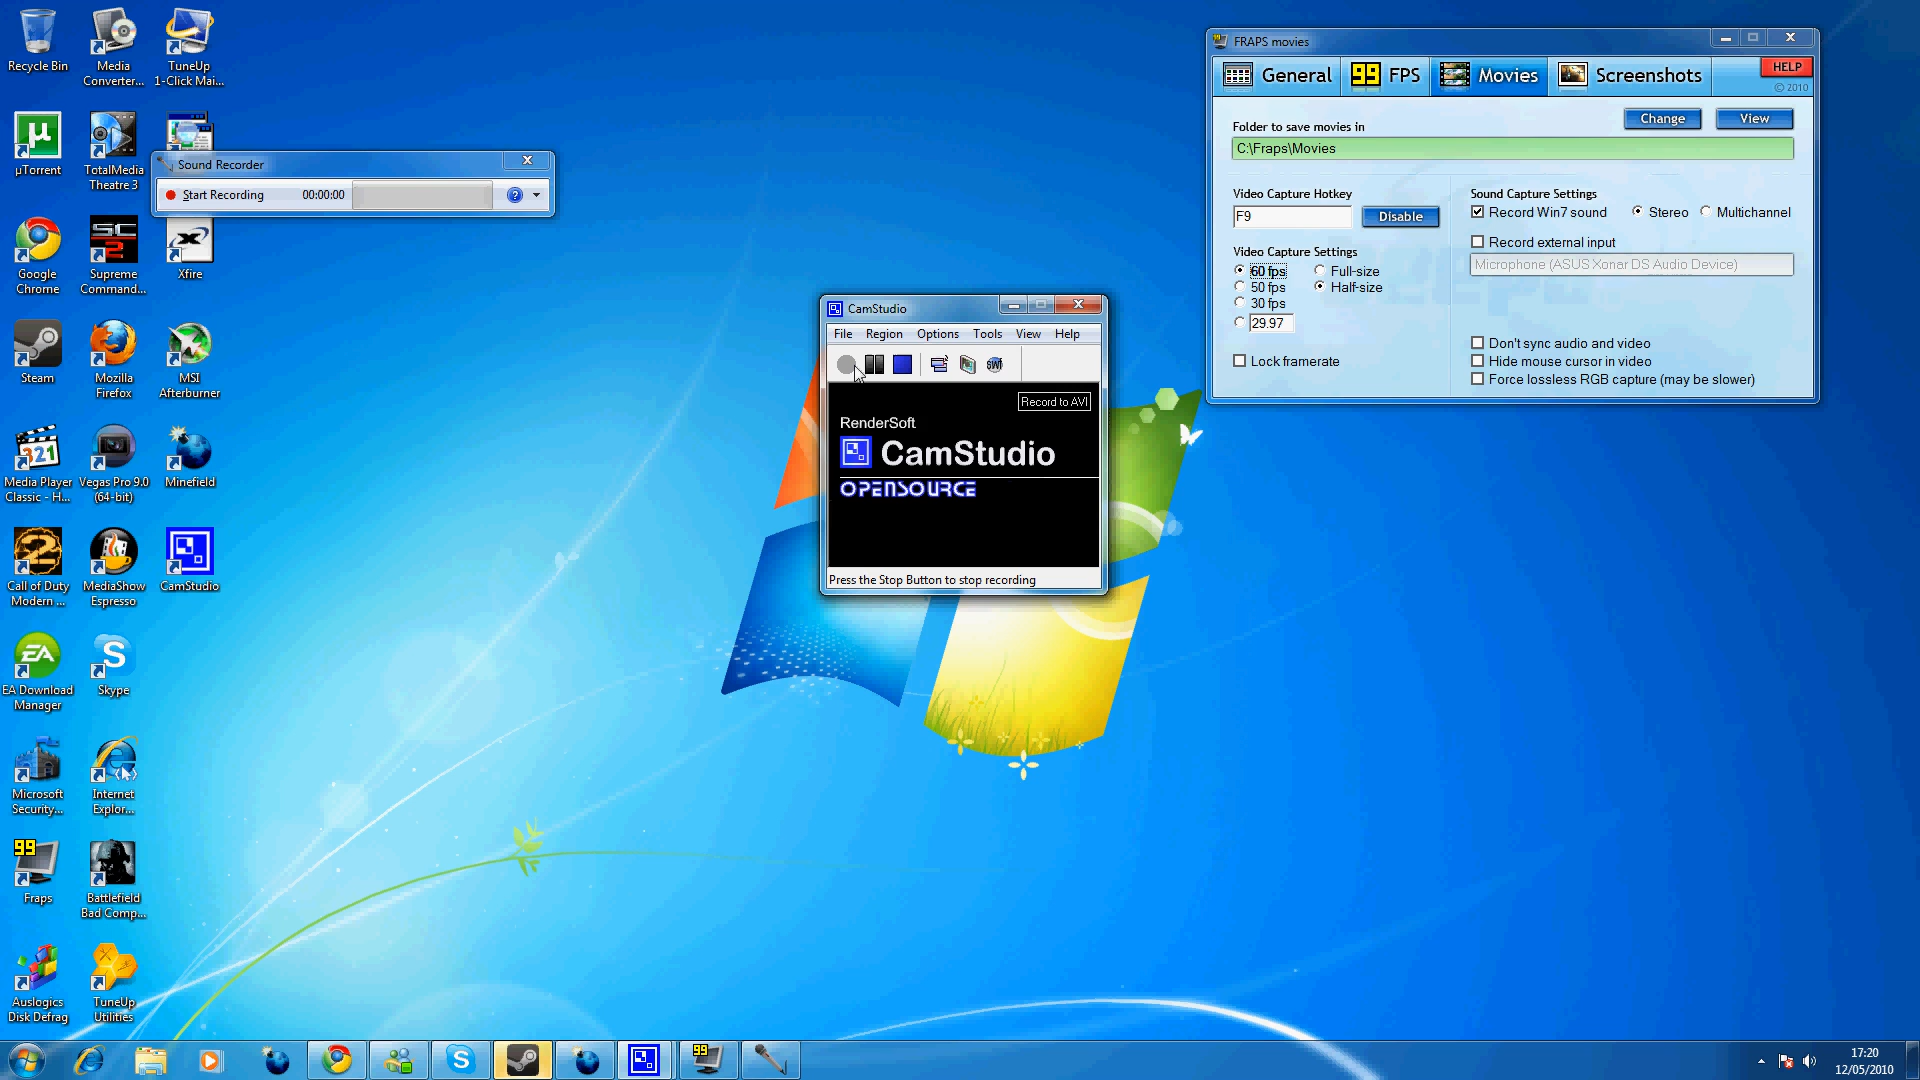 Recycle Bin
Media
Converter...
TuneUp
1-Click Mai...
µTorrent
TotalMedia
Theatre 3
Google
Chrome
Supreme
Command...
Xfire
Steam
Mozilla
Firefox
MSI
Afterburner
Media Player
Classic - H...
Vegas Pro 9.0
(64-bit)
Minefield
Call of Duty
Modern ...
MediaShow
Espresso
CamStudio
EA Download
Manager
Skype
Microsoft
Security...
Internet
Explor...
Fraps
Battlefield
Bad Comp...
Auslogics
Disk Defrag
TuneUp
Utilities
Sound Recorder
Start Recording 00:00:00
CamStudio
File Region Options Tools View Help
SWF
Record to AVI
RenderSoft
CamStudio
OPENSOURCE
Press the Stop Button to stop recording
FRAPS movies
General 99 FPS Movies Screenshots
HELP
© 2010
Folder to save movies in
Change View
C:\Fraps\Movies
Video Capture Hotkey
F9 Disable
Video Capture Settings
60 fps Full-size
50 fps Half-size
30 fps
29.97
Lock framerate
Sound Capture Settings
Record Win7 sound Stereo Multichannel
Record external input
Microphone (ASUS Xonar DS Audio Device)
Don't sync audio and video
Hide mouse cursor in video
Force lossless RGB capture (may be slower)
17:20
12/05/2010